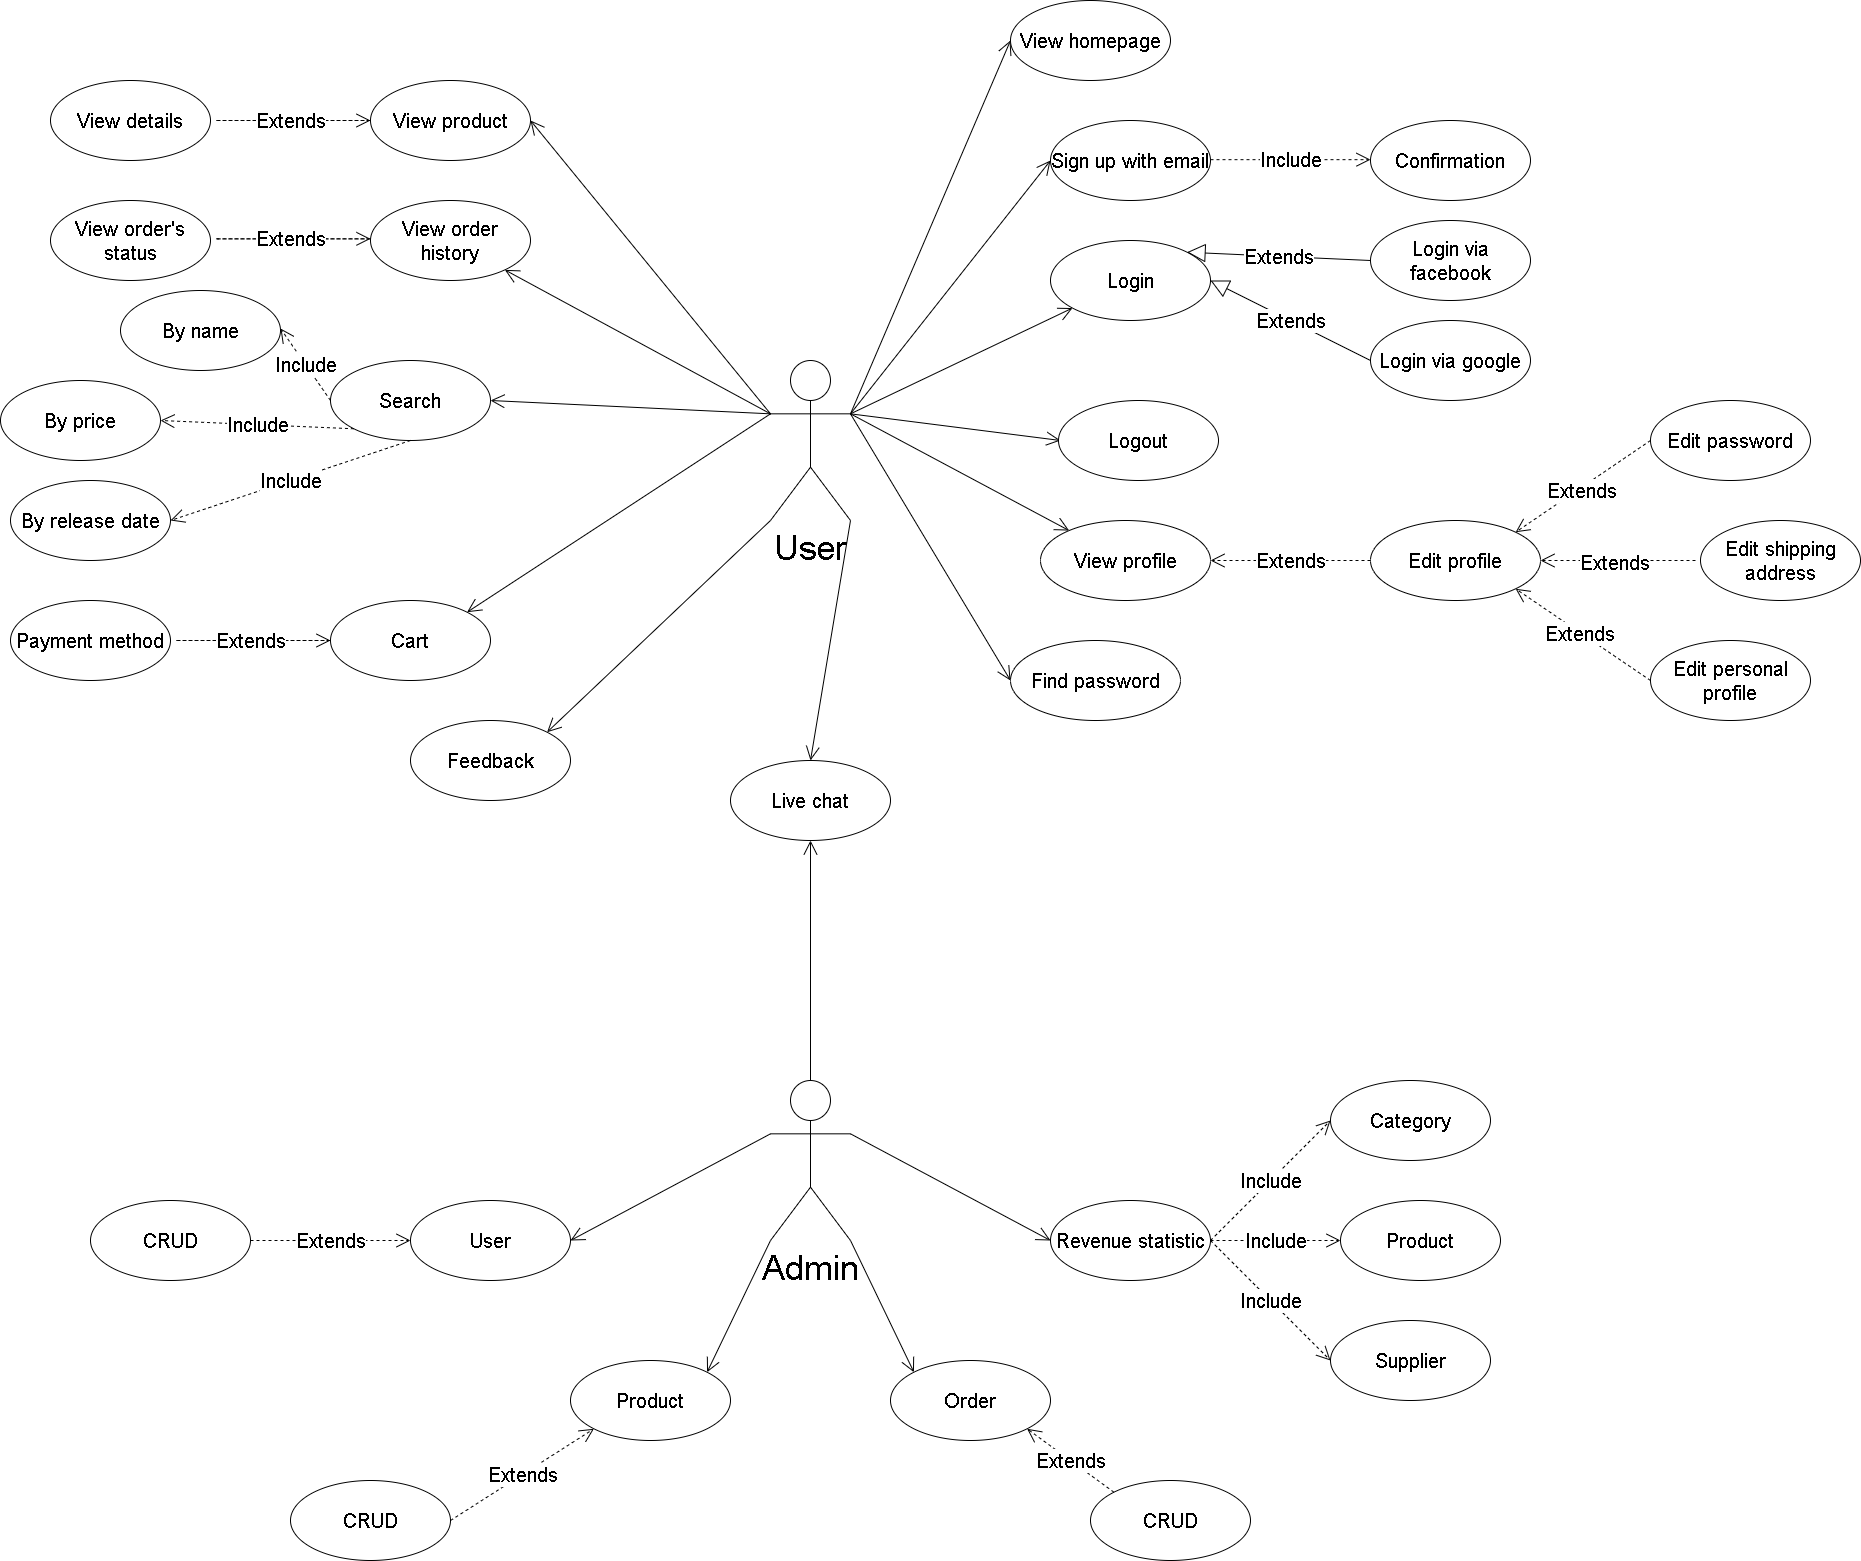 View homepage
View details
Extends
View product
Sign up with email
Include
Confirmation
View order's
status
Extends
View order
history
Login
Extends
Login via
facebook
Extends
Login via google
By name
Include
Search
By price
Include
Include
By release date
Logout
Edit password
Extends
User
View profile
Extends
Edit profile
Extends
Edit shipping
address
Extends
Edit personal
profile
Payment method
Extends
Cart
Find password
Feedback
Live chat
Category
Include
CRUD
Extends
User
Admin
Revenue statistic
Include
Product
Include
Supplier
Product
Order
Extends
Extends
CRUD
CRUD